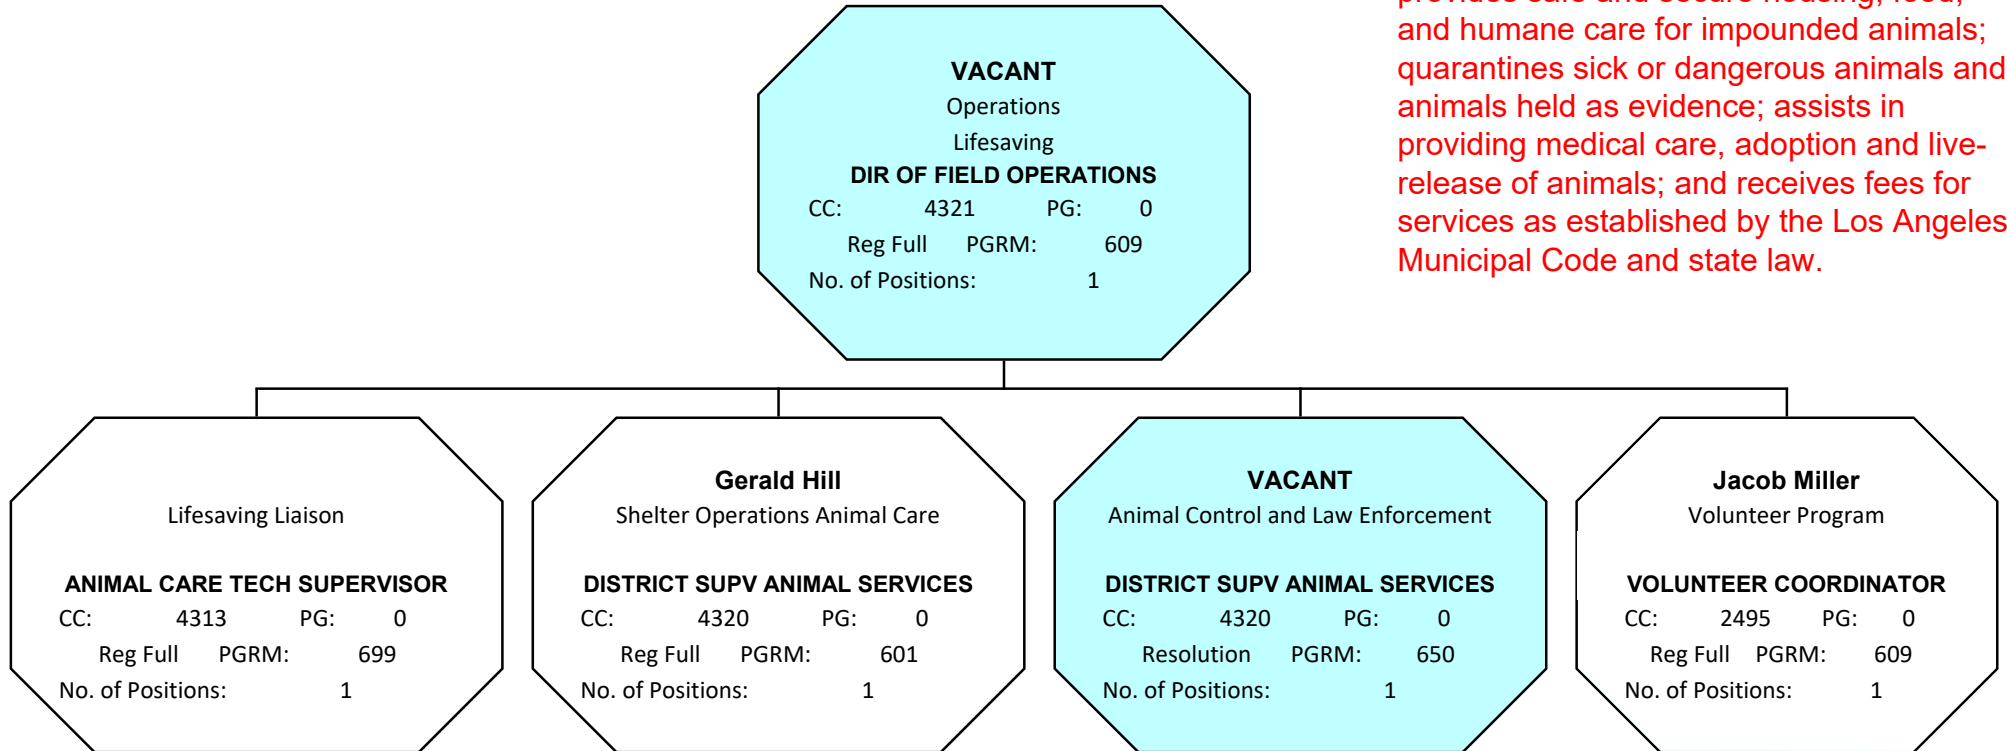 provides safe and secure housing, food,
and humane care for impounded animals;
quarantines sick or dangerous animals and
animals held as evidence; assists in
providing medical care, adoption and live-
release of animals; and receives fees for
services as established by the Los Angeles
Municipal Code and state law.
VACANT
Operations
Lifesaving
DIR OF FIELD OPERATIONS
CC: 4321 PG: 0
Reg Full PGRM: 609
No. of Positions: 1
Lifesaving Liaison
ANIMAL CARE TECH SUPERVISOR
CC: 4313 PG: 0
Reg Full PGRM: 699
No. of Positions: 1
Gerald Hill
Shelter Operations Animal Care
DISTRICT SUPV ANIMAL SERVICES
CC: 4320 PG: 0
Reg Full PGRM: 601
No. of Positions: 1
VACANT
Animal Control and Law Enforcement
DISTRICT SUPV ANIMAL SERVICES
CC: 4320 PG: 0
Resolution PGRM: 650
No. of Positions: 1
Jacob Miller
Volunteer Program
VOLUNTEER COORDINATOR
CC: 2495 PG: 0
Reg Full PGRM: 609
No. of Positions: 1